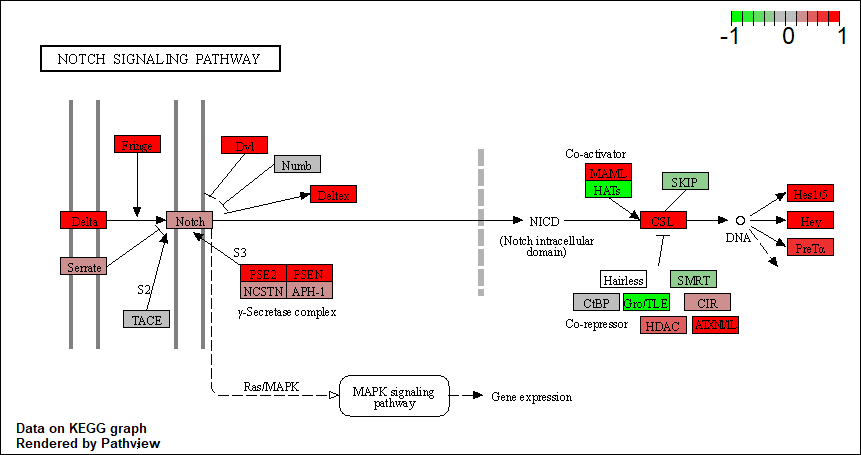 -1 0 1
NOTCH SIGNALING PATHWAY
Fringe
Dvl
Numb
Deltex
Delta
Notch
Serrate
S3
S2
PSE2 PSEN
NCSTN APH-1
TACE
γ-Secretase complex
Co-activator
MAML
HATs
SKIP
NICD
(Notch intracellular
domain)
CSL
DNA
Hes1/5
Hey
PreTα
Hairless
SMRT
CtBP
Gro/TLE
CIR
Co-repressor
HDAC
ATXN1L
Ras/MAPK
MAPK signaling
pathway
Gene expression
Data on KEGG graph
Rendered by Pathview